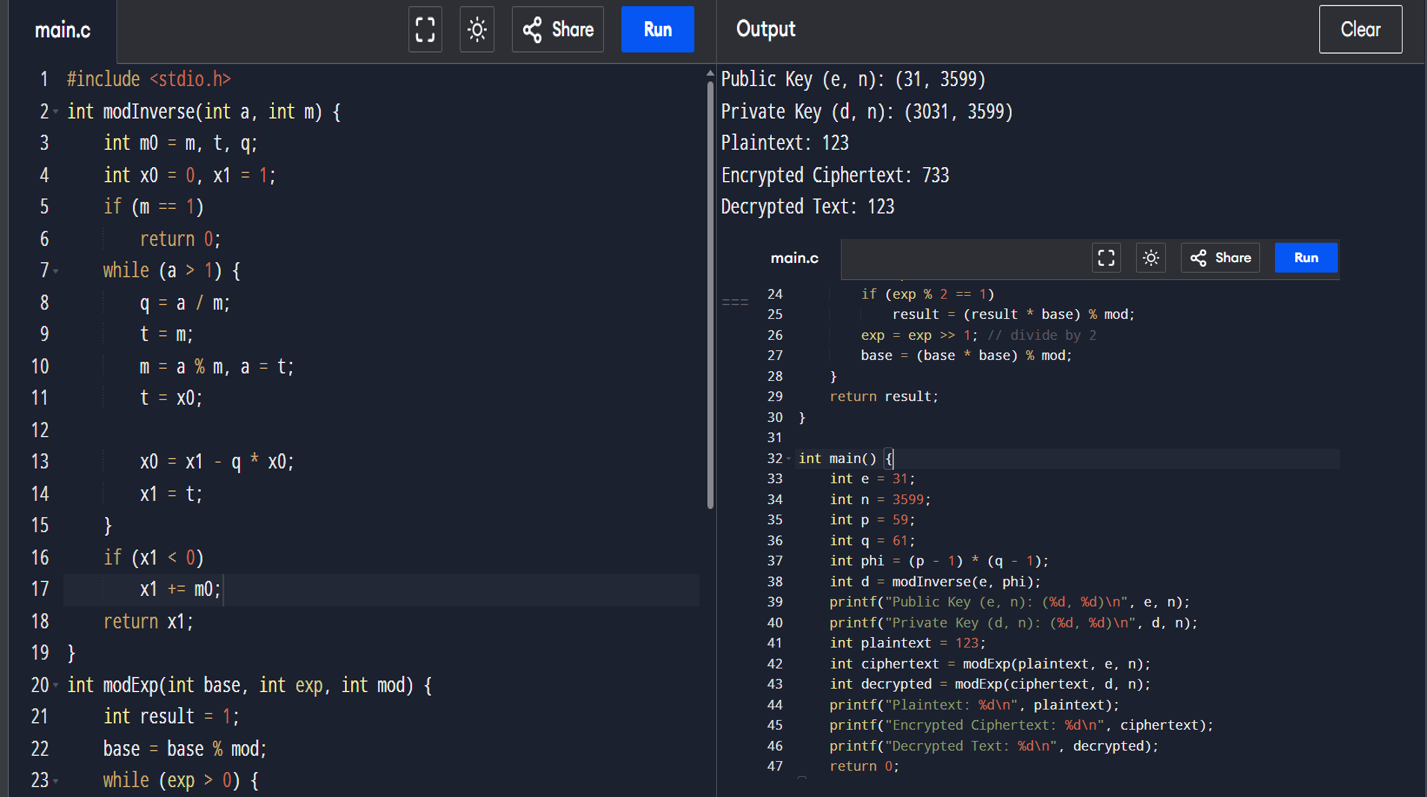 main.c
Share
Run
1 #include <stdio.h>
2 int modInverse(int a, int m) {
3     int m0 = m, t, q;
4     int x0 = 0, x1 = 1;
5     if (m == 1)
6         return 0;
7     while (a > 1) {
8         q = a / m;
9         t = m;
10         m = a % m, a = t;
11         t = x0;
12
13         x0 = x1 - q * x0;
14         x1 = t;
15     }
16     if (x1 < 0)
17         x1 += m0;
18     return x1;
19 }
20 int modExp(int base, int exp, int mod) {
21     int result = 1;
22     base = base % mod;
23     while (exp > 0) {
Output
Clear
Public Key (e, n): (31, 3599)
Private Key (d, n): (3031, 3599)
Plaintext: 123
Encrypted Ciphertext: 733
Decrypted Text: 123
===
main.c
Share
Run
24         if (exp % 2 == 1)
25             result = (result * base) % mod;
26         exp = exp >> 1; // divide by 2
27         base = (base * base) % mod;
28     }
29     return result;
30 }
31
32 int main() {
33     int e = 31;
34     int n = 3599;
35     int p = 59;
36     int q = 61;
37     int phi = (p - 1) * (q - 1);
38     int d = modInverse(e, phi);
39     printf("Public Key (e, n): (%d, %d)\n", e, n);
40     printf("Private Key (d, n): (%d, %d)\n", d, n);
41     int plaintext = 123;
42     int ciphertext = modExp(plaintext, e, n);
43     int decrypted = modExp(ciphertext, d, n);
44     printf("Plaintext: %d\n", plaintext);
45     printf("Encrypted Ciphertext: %d\n", ciphertext);
46     printf("Decrypted Text: %d\n", decrypted);
47     return 0;